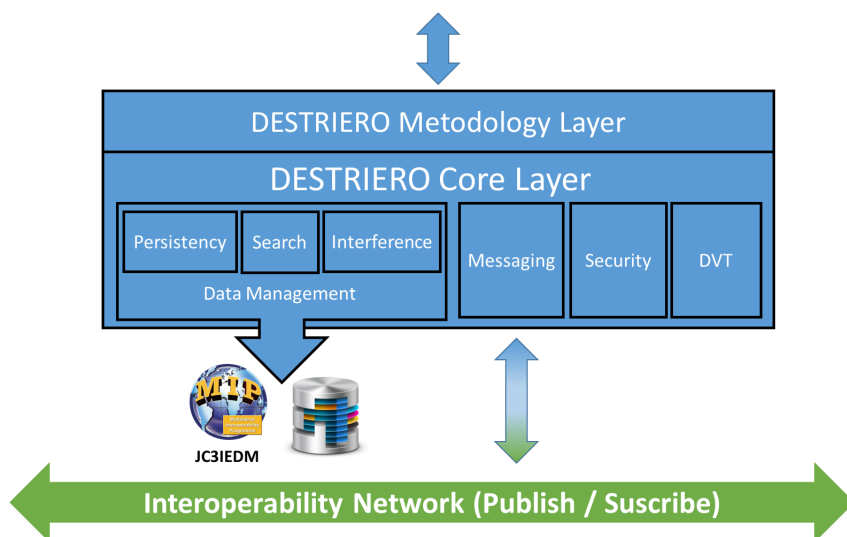 DESTRIERO Metodology Layer
DESTRIERO Core Layer
Persistency
Search
Interference
Data Management
Messaging
Security
DVT
MIP
JC3IEDM
Interoperability Network (Publish / Suscribe)